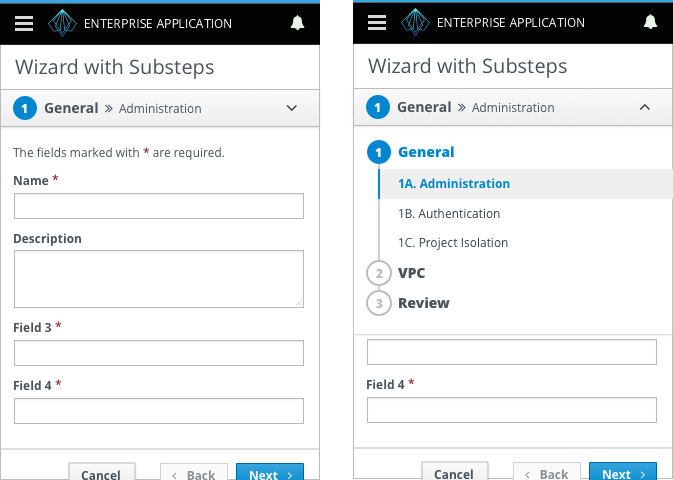 ENTERPRISE APPLICATION
Wizard with Substeps
1 General » Administration
The fields marked with * are required.
Name *
Description
Field 3 *
Field 4 *
Cancel
Back
Next
ENTERPRISE APPLICATION
Wizard with Substeps
1 General » Administration
1 General
1A. Administration
1B. Authentication
1C. Project Isolation
2 VPC
3 Review
Field 4 *
Cancel
Back
Next